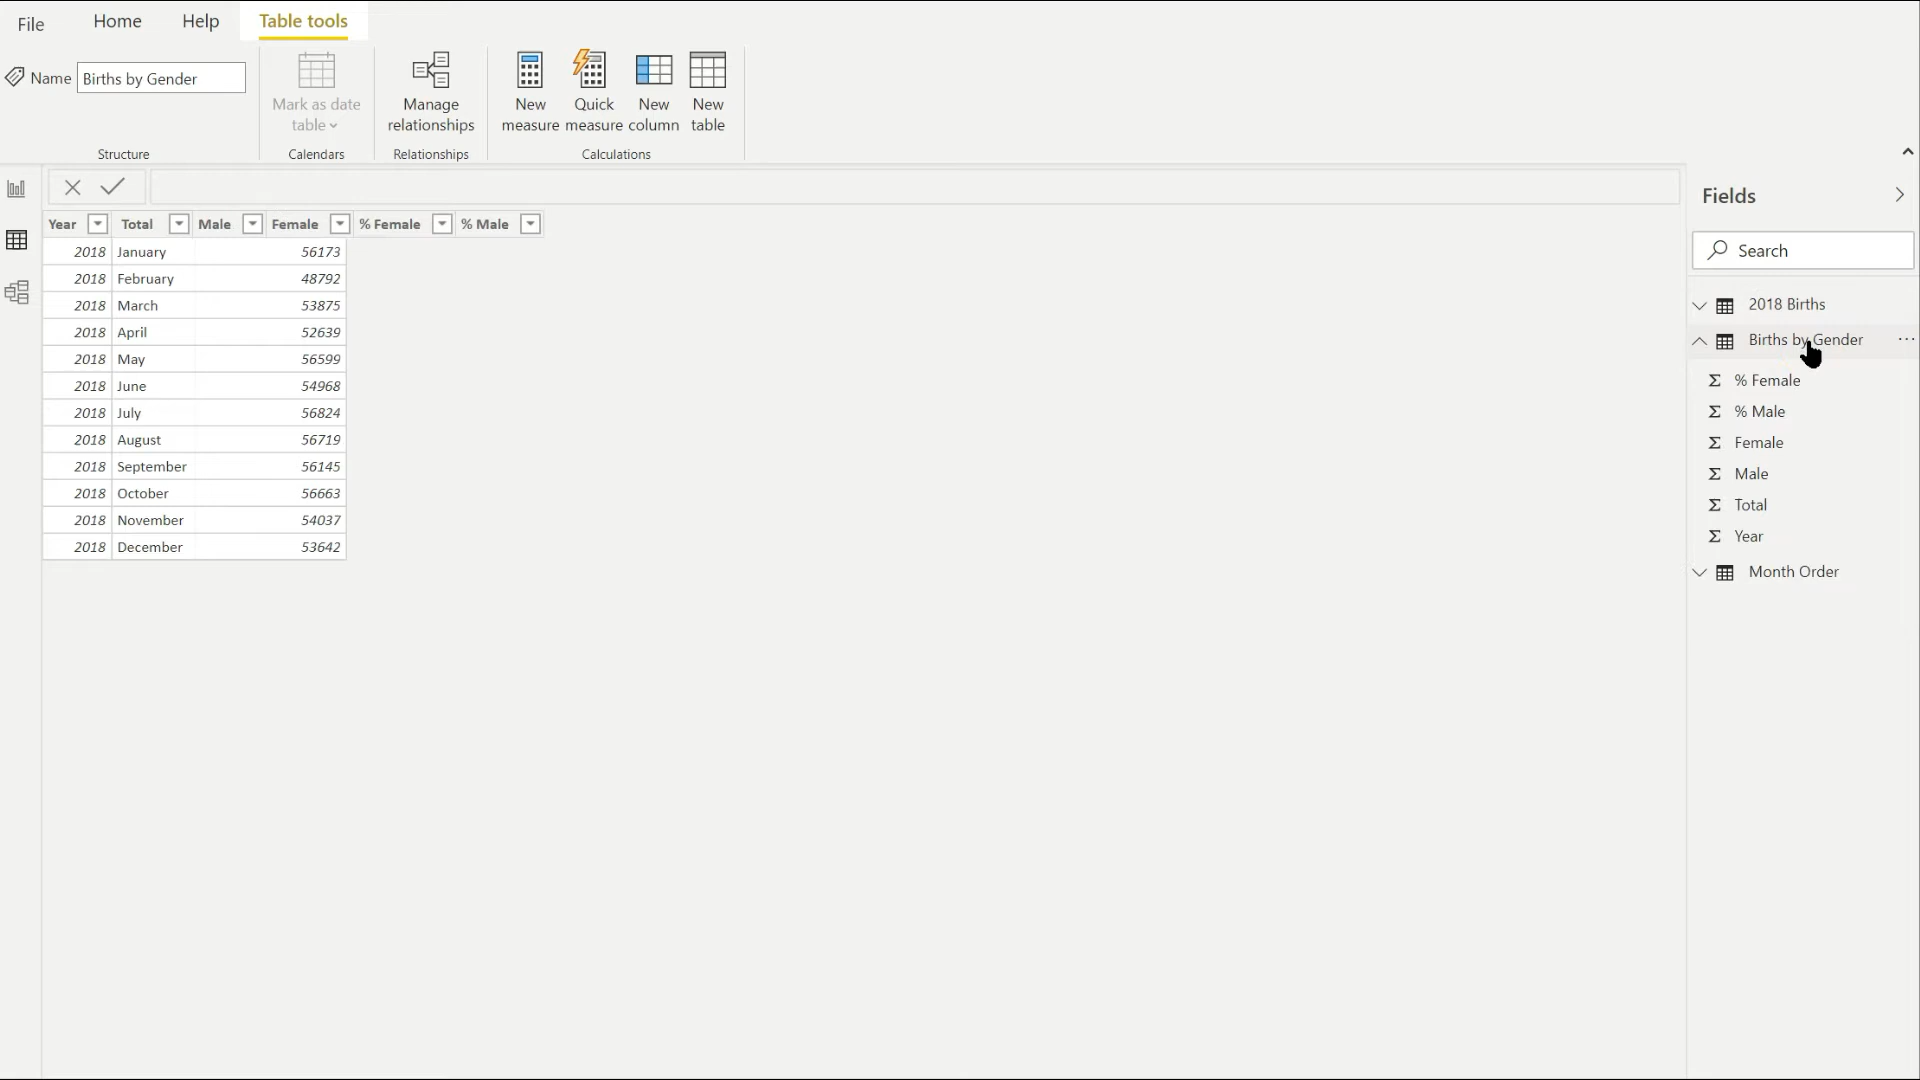 File Home Help Table tools
Name Births by Gender
Mark as date table
Manage relationships
New measure
Quick measure
New column
New table
Structure Calendars Relationships Calculations
Year Total Male Female % Female % Male
2018 January 56173
2018 February 48792
2018 March 53875
2018 April 52639
2018 May 56599
2018 June 54968
2018 July 56824
2018 August 56719
2018 September 56145
2018 October 56663
2018 November 54037
2018 December 53642
Fields
Search
2018 Births
Births by Gender ...
Σ % Female
Σ % Male
Σ Female
Σ Male
Σ Total
Σ Year
Month Order